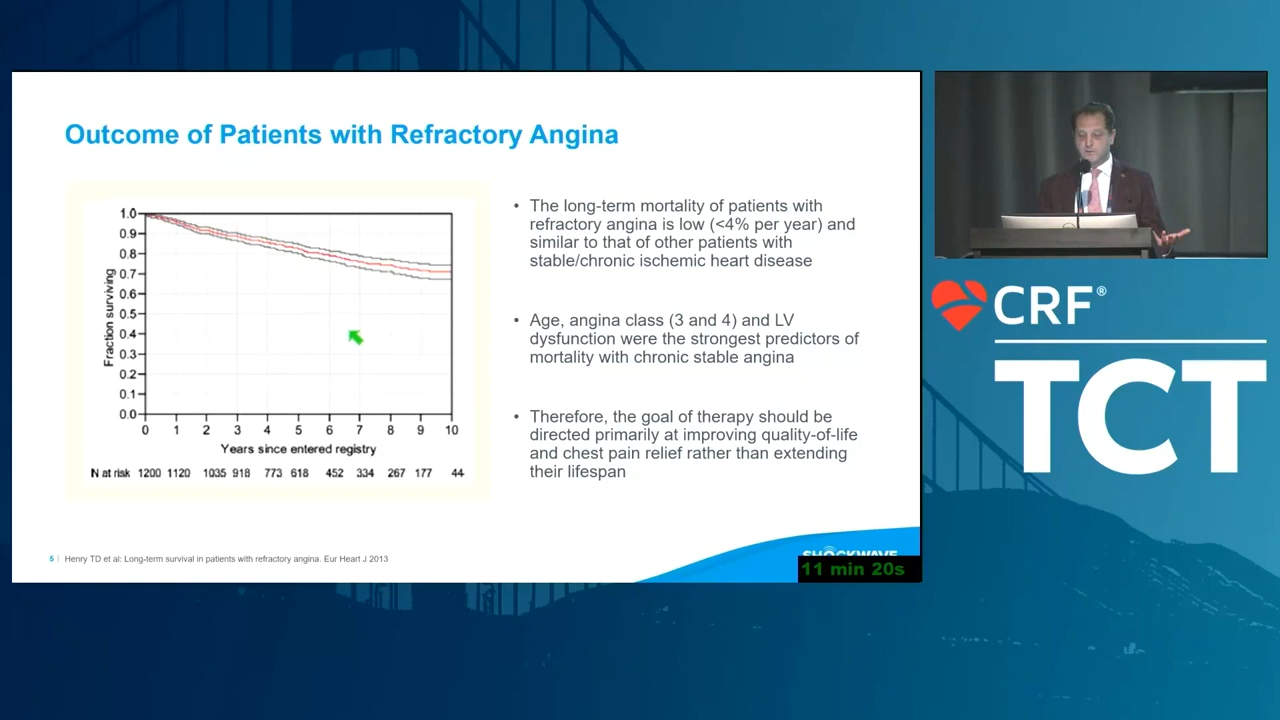 Outcome of Patients with Refractory Angina
1.0
0.9
0.8
0.7
0.6
0.5
0.4
0.3
0.2
0.1
0.0
Fraction surviving
0 1 2 3 4 5 6 7 8 9 10
Years since entered registry
N at risk 1200 1120 1035 918 773 618 452 334 267 177 44
• The long-term mortality of patients with
refractory angina is low (<4% per year) and
similar to that of other patients with
stable/chronic ischemic heart disease
• Age, angina class (3 and 4) and LV
dysfunction were the strongest predictors of
mortality with chronic stable angina
• Therefore, the goal of therapy should be
directed primarily at improving quality-of-life
and chest pain relief rather than extending
their lifespan
5 | Henry TD et al: Long-term survival in patients with refractory angina. Eur Heart J 2013
SHOCKWAVE
11 min 20s
CRF®
TCT